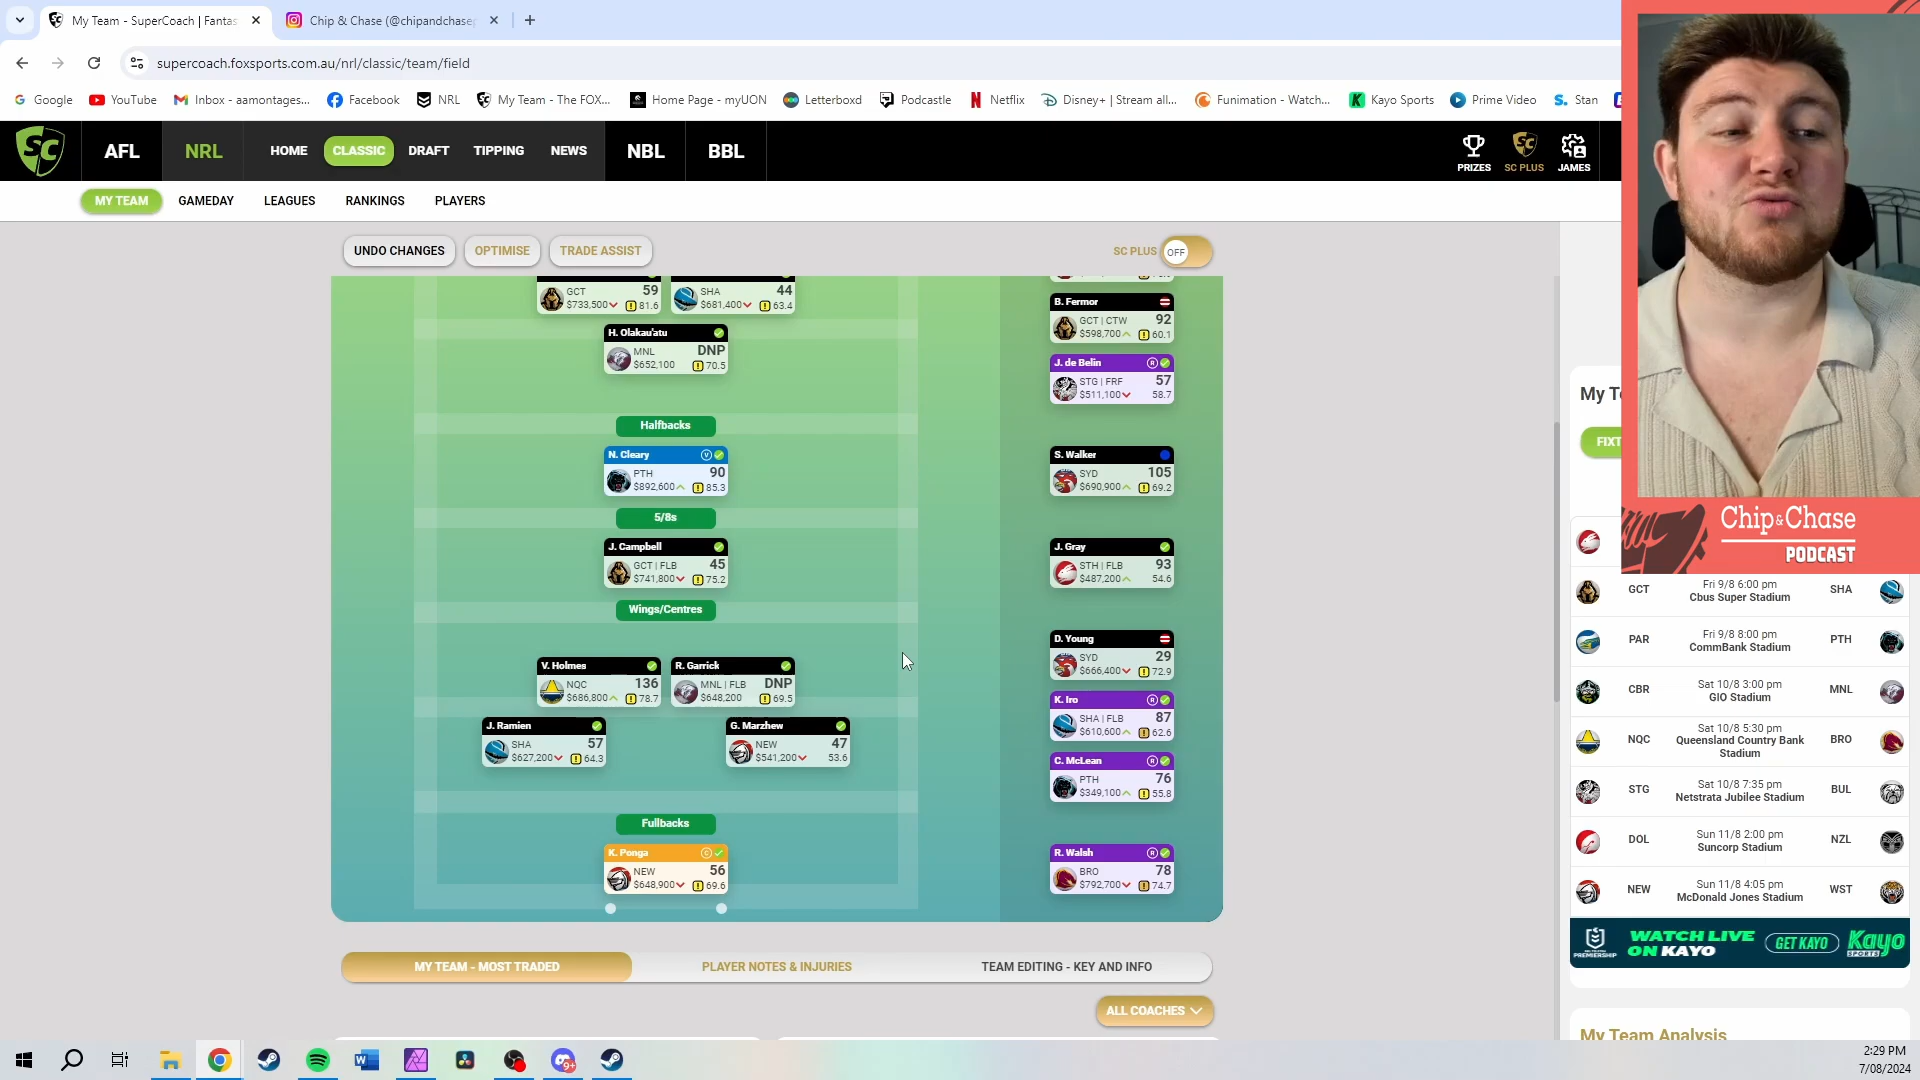 My Team - SuperCoach | Fantas
Chip & Chase (@chipandchasep
supercoach.foxsports.com.au/nrl/classic/team/field
Google
YouTube
Inbox - aamontages...
Facebook
NRL
My Team - The FOX...
Home Page - myUON
Letterboxd
Podcastle
Netflix
Disney+ | Stream all...
Funimation - Watch...
Kayo Sports
Prime Video
Stan
SC
AFL
NRL
HOME
CLASSIC
DRAFT
TIPPING
NEWS
NBL
BBL
PRIZES
SC PLUS
JAMES
MY TEAM
GAMEDAY
LEAGUES
RANKINGS
PLAYERS
UNDO CHANGES
OPTIMISE
TRADE ASSIST
SC PLUS
OFF
GCT 59
$733,500 81.6
SHA 44
$681,400 63.4
H. Olakau'atu
MNL DNP
$652,100 70.5
Halfbacks
N. Cleary V
PTH 90
$892,600 85.3
5/8s
J. Campbell
GCT | FLB 45
$741,800 75.2
Wings/Centres
V. Holmes
NQC 136
$686,800 78.7
R. Garrick
MNL | FLB DNP
$648,200 69.5
J. Ramien
SHA 57
$627,200 64.3
G. Marzhew
NEW 47
$541,200 53.6
Fullbacks
K. Ponga C
NEW 56
$648,900 69.6
B. Fermor
GCT | CTW 92
$598,700 60.1
J. de Belin R
STG | FRF 57
$511,100 58.7
S. Walker
SYD 105
$690,900 69.2
J. Gray
STH | FLB 93
$487,200 54.6
D. Young
SYD 29
$666,400 72.9
K. Iro R
SHA | FLB 87
$610,600 62.6
C. McLean R
PTH 76
$349,100 55.8
R. Walsh R
BRO 78
$792,700 74.7
MY TEAM - MOST TRADED
PLAYER NOTES & INJURIES
TEAM EDITING - KEY AND INFO
ALL COACHES
My T
FIXT
Chip & Chase
PODCAST
GCT Fri 9/8 6:00 pm SHA
Cbus Super Stadium
PAR Fri 9/8 8:00 pm PTH
CommBank Stadium
CBR Sat 10/8 3:00 pm MNL
GIO Stadium
NQC Sat 10/8 5:30 pm BRO
Queensland Country Bank
Stadium
STG Sat 10/8 7:35 pm BUL
Netstrata Jubilee Stadium
DOL Sun 11/8 2:00 pm NZL
Suncorp Stadium
NEW Sun 11/8 4:05 pm WST
McDonald Jones Stadium
NRL
PREMIERSHIP
WATCH LIVE
ON KAYO
GET KAYO
Kayo
SPORTS
My Team Analysis
9+
2:29 PM
7/08/2024